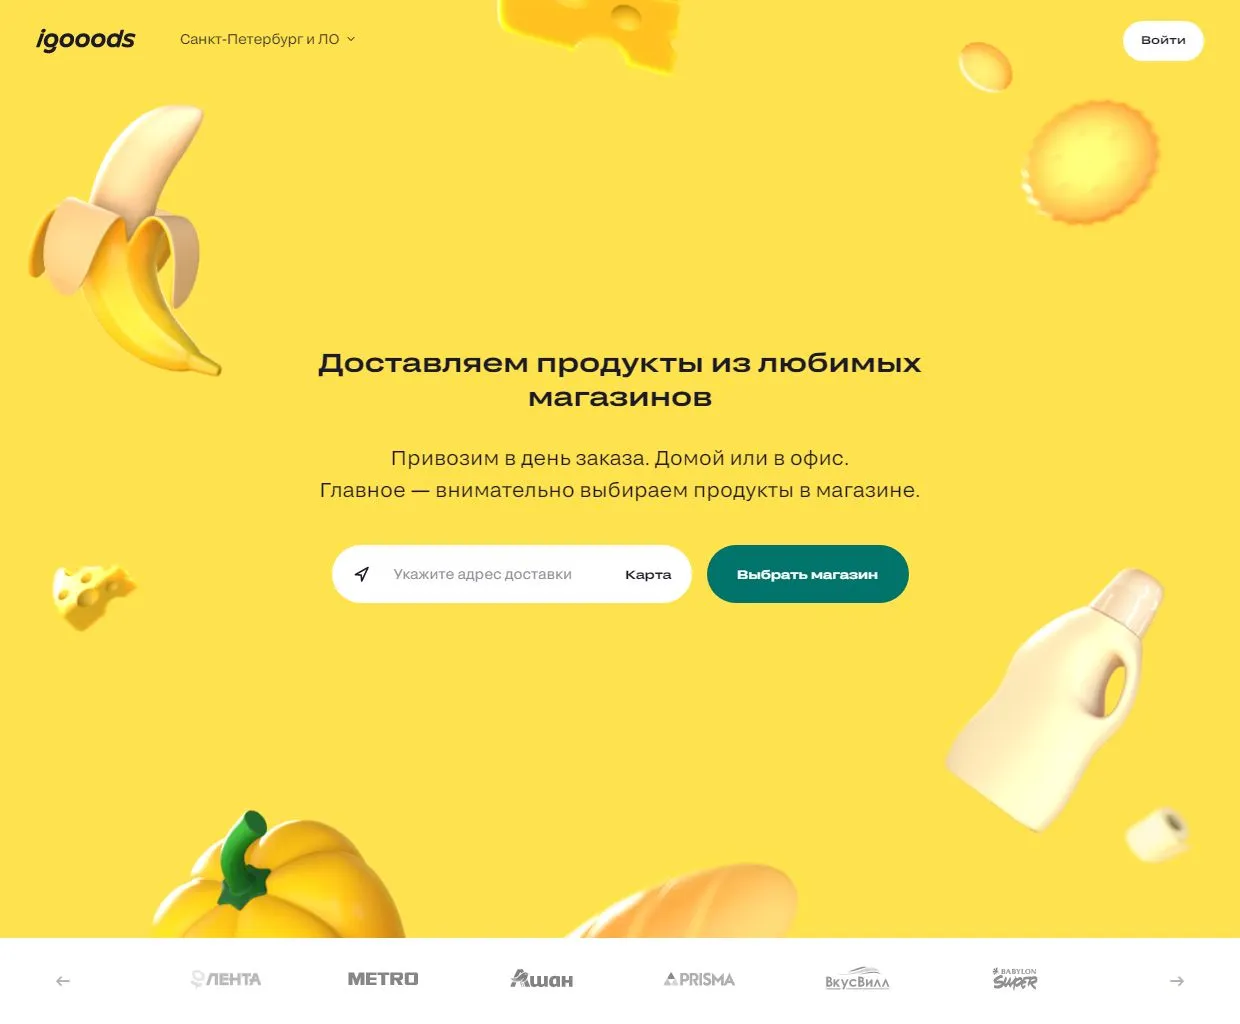 igooods
Санкт-Петербург и ЛО
Войти
Доставляем продукты из любимых
магазинов
Привозим в день заказа. Домой или в офис.
Главное — внимательно выбираем продукты в магазине.
Укажите адрес доставки
Карта
Выбрать магазин
ЛЕНТА
METRO
Ашан
PRISMA
ВкусВилл
BABYLON
SUPER